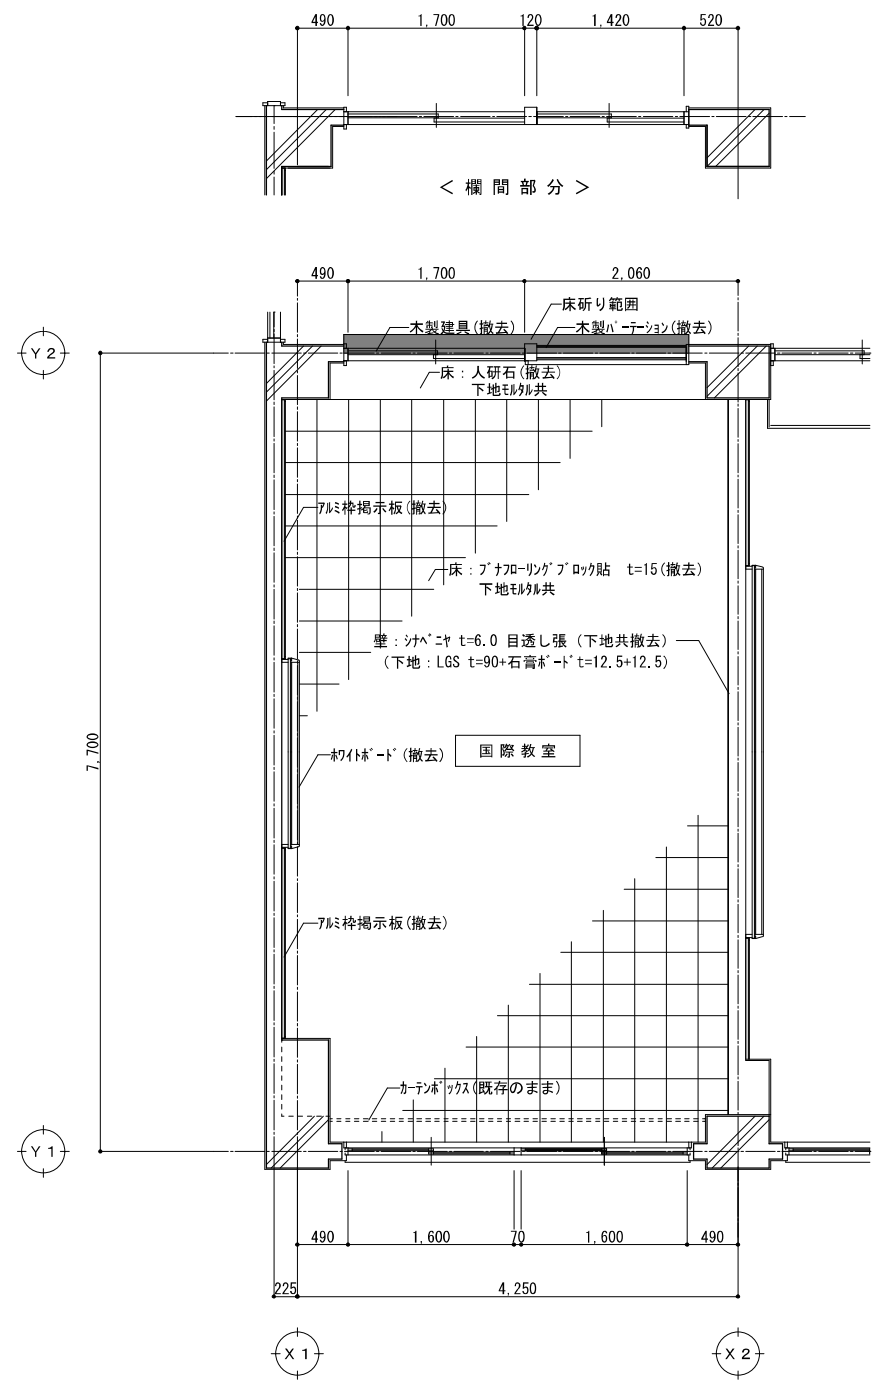 490 1,700 120 1,420 520
＜ 欄 間 部 分 ＞
490 1,700 2,060
床斫り範囲
木製建具(撤去)
木製ﾊﾟｰﾃｰｼｮﾝ(撤去)
Y 2
床：人研石(撤去)
下地ﾓﾙﾀﾙ共
ｱﾙﾐ枠掲示板(撤去)
床：ﾌﾞﾅﾌﾛｰﾘﾝｸﾞﾌﾞﾛｯｸ貼 t=15(撤去)
下地ﾓﾙﾀﾙ共
壁：ｼﾅﾍﾞﾆﾔ t=6.0 目透し張 (下地共撤去)
(下地：LGS t=90+石膏ﾎﾞｰﾄﾞt=12.5+12.5)
7,700
ﾎﾜｲﾄﾎﾞｰﾄﾞ(撤去)
国 際 教 室
ｱﾙﾐ枠掲示板(撤去)
ｶｰﾃﾝﾎﾞｯｸｽ(既存のまま)
Y 1
490 1,600 70 1,600 490
225 4,250
X 1 X 2